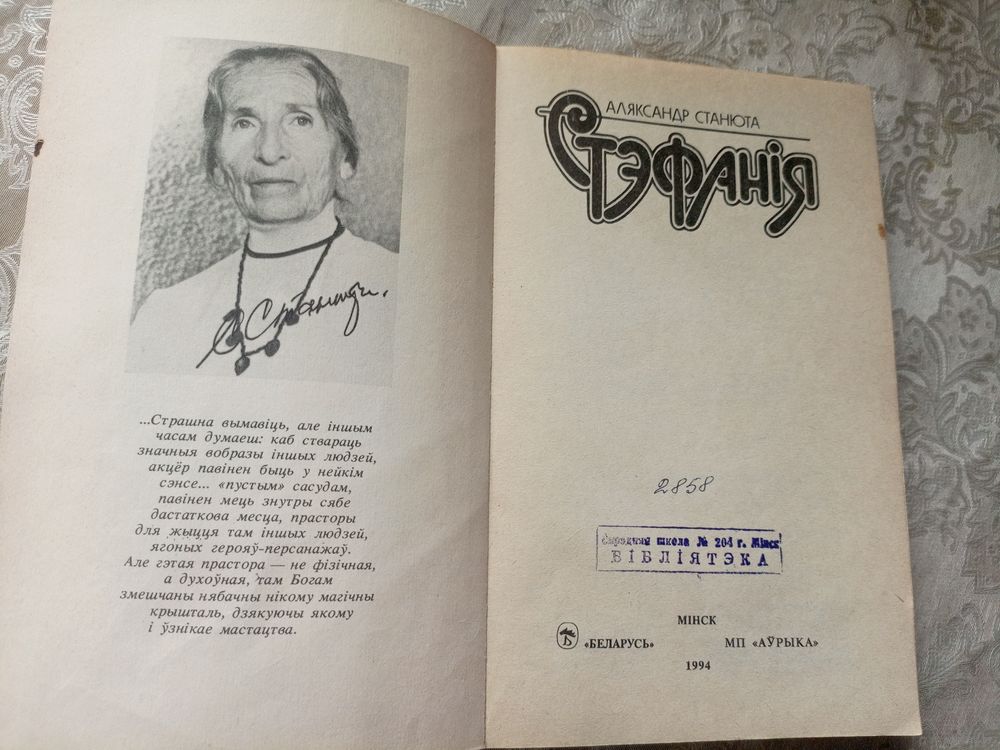 ...Страшна вымавіць, але іншым
часам думаеш: каб ствараць
значныя вобразы іншых людзей,
акцёр павінен быць у нейкім
сэнсе... «пустым» сасудам,
павінен мець знутры сябе
дастаткова месца, прасторы
для жыцця там іншых людзей,
ягоных герояў-персанажаў.
Але гэтая прастора — не фізічная,
а духоўная, там Богам
змешчаны нябачны нікому магічны
крышталь, дзякуючы якому
і ўзнікае мастацтва.
АЛЯКСАНДР СТАНЮТА
СТЭФАНІЯ
2858
Сярэдняя школа № 204 г. Мінск
БІБЛІЯТЭКА
МІНСК
«БЕЛАРУСЬ» МП «АЎРЫКА»
1994